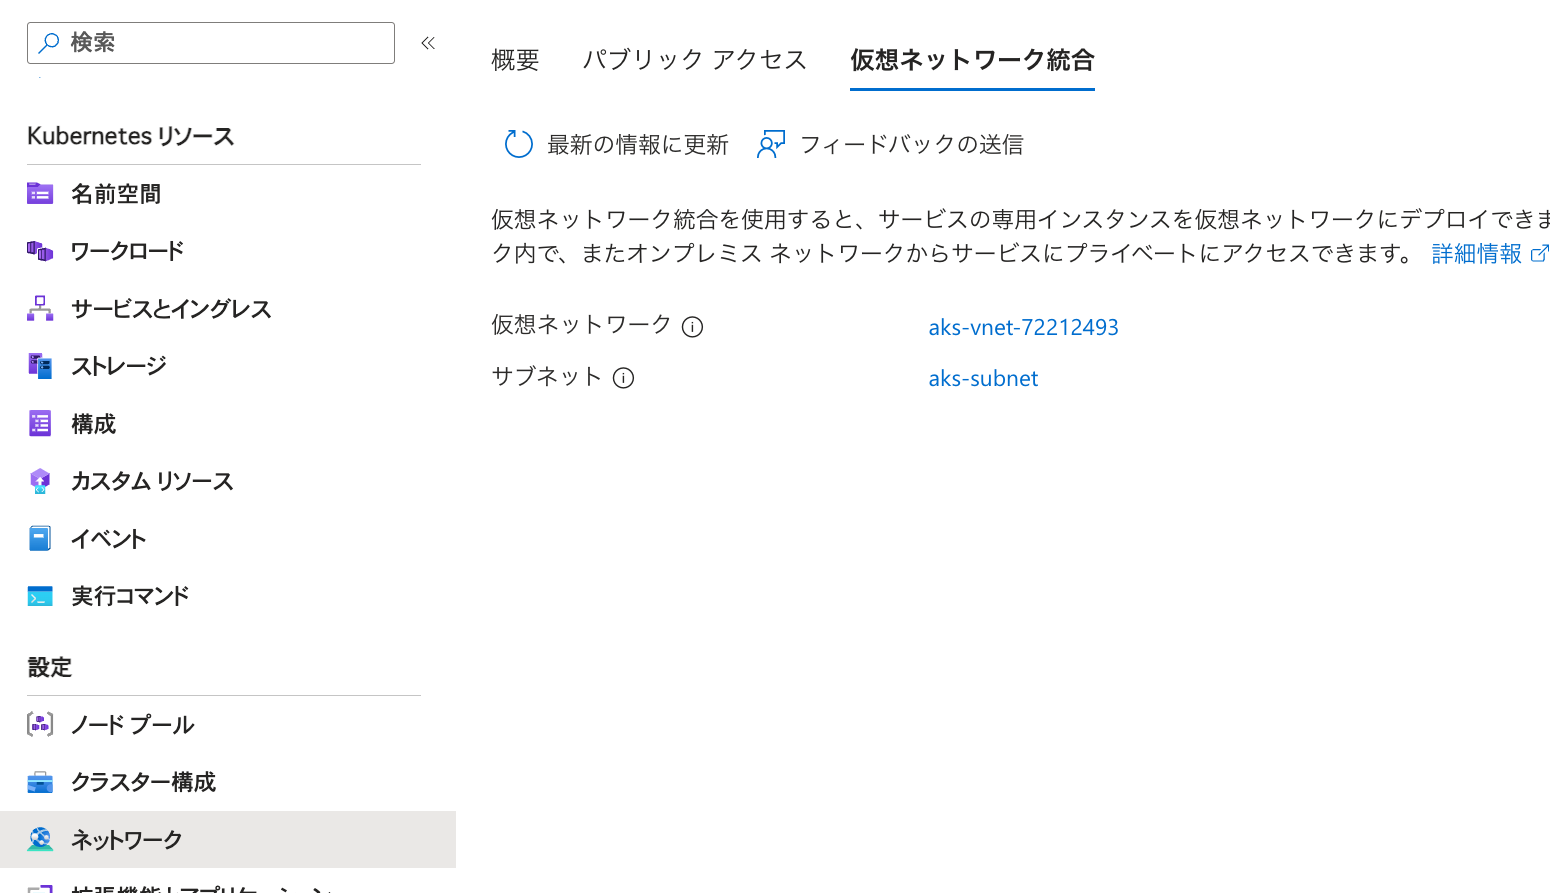 検索
Kubernetes リソース
名前空間
ワークロード
サービスとイングレス
ストレージ
構成
カスタム リソース
イベント
実行コマンド
設定
ノード プール
クラスター構成
ネットワーク
概要 パブリック アクセス 仮想ネットワーク統合
最新の情報に更新 フィードバックの送信
仮想ネットワーク統合を使用すると、サービスの専用インスタンスを仮想ネットワークにデプロイできま
ク内で、またオンプレミス ネットワークからサービスにプライベートにアクセスできます。 詳細情報
仮想ネットワーク aks-vnet-72212493
サブネット aks-subnet